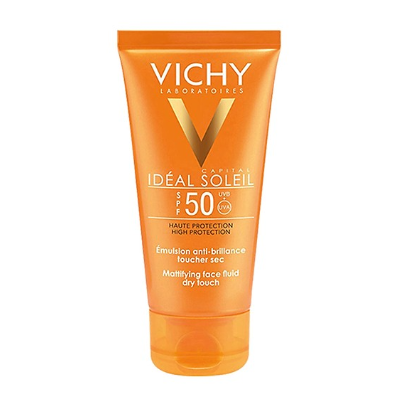 VICHY
LABORATOIRES
CAPITAL
IDÉAL SOLEIL
SPF 50 UVB UVA
HAUTE PROTECTION
HIGH PROTECTION
Émulsion anti-brillance
toucher sec
Mattifying face fluid
dry touch